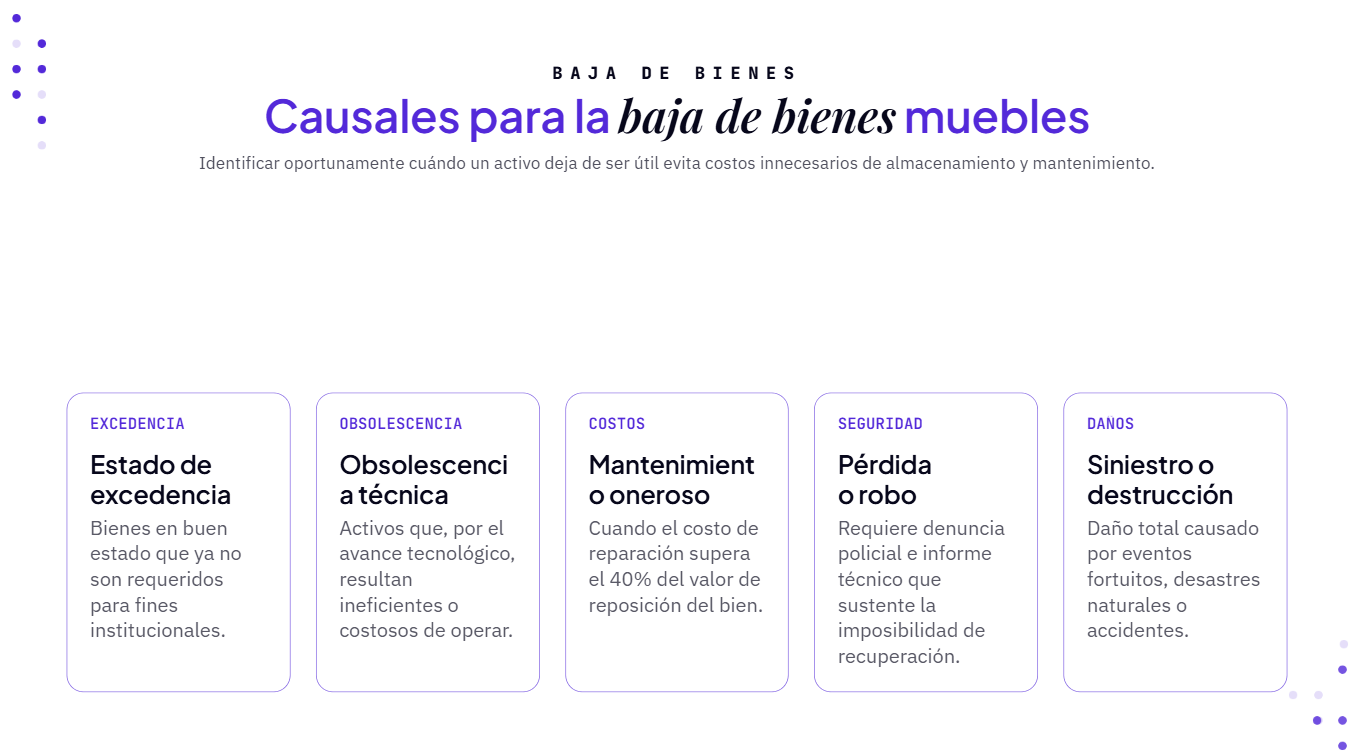 BAJA DE BIENES
Causales para la baja de bienes muebles
Identificar oportunamente cuándo un activo deja de ser útil evita costos innecesarios de almacenamiento y mantenimiento.
EXCEDENCIA
Estado de
excedencia
Bienes en buen
estado que ya no
son requeridos
para fines
institucionales.
OBSOLESCENCIA
Obsolescenci
a técnica
Activos que, por el
avance tecnológico,
resultan
ineficientes o
costosos de operar.
COSTOS
Mantenimient
o oneroso
Cuando el costo de
reparación supera
el 40% del valor de
reposición del bien.
SEGURIDAD
Pérdida
o robo
Requiere denuncia
policial e informe
técnico que
sustente la
imposibilidad de
recuperación.
DAÑOS
Siniestro o
destrucción
Daño total causado
por eventos
fortuitos, desastres
naturales o
accidentes.